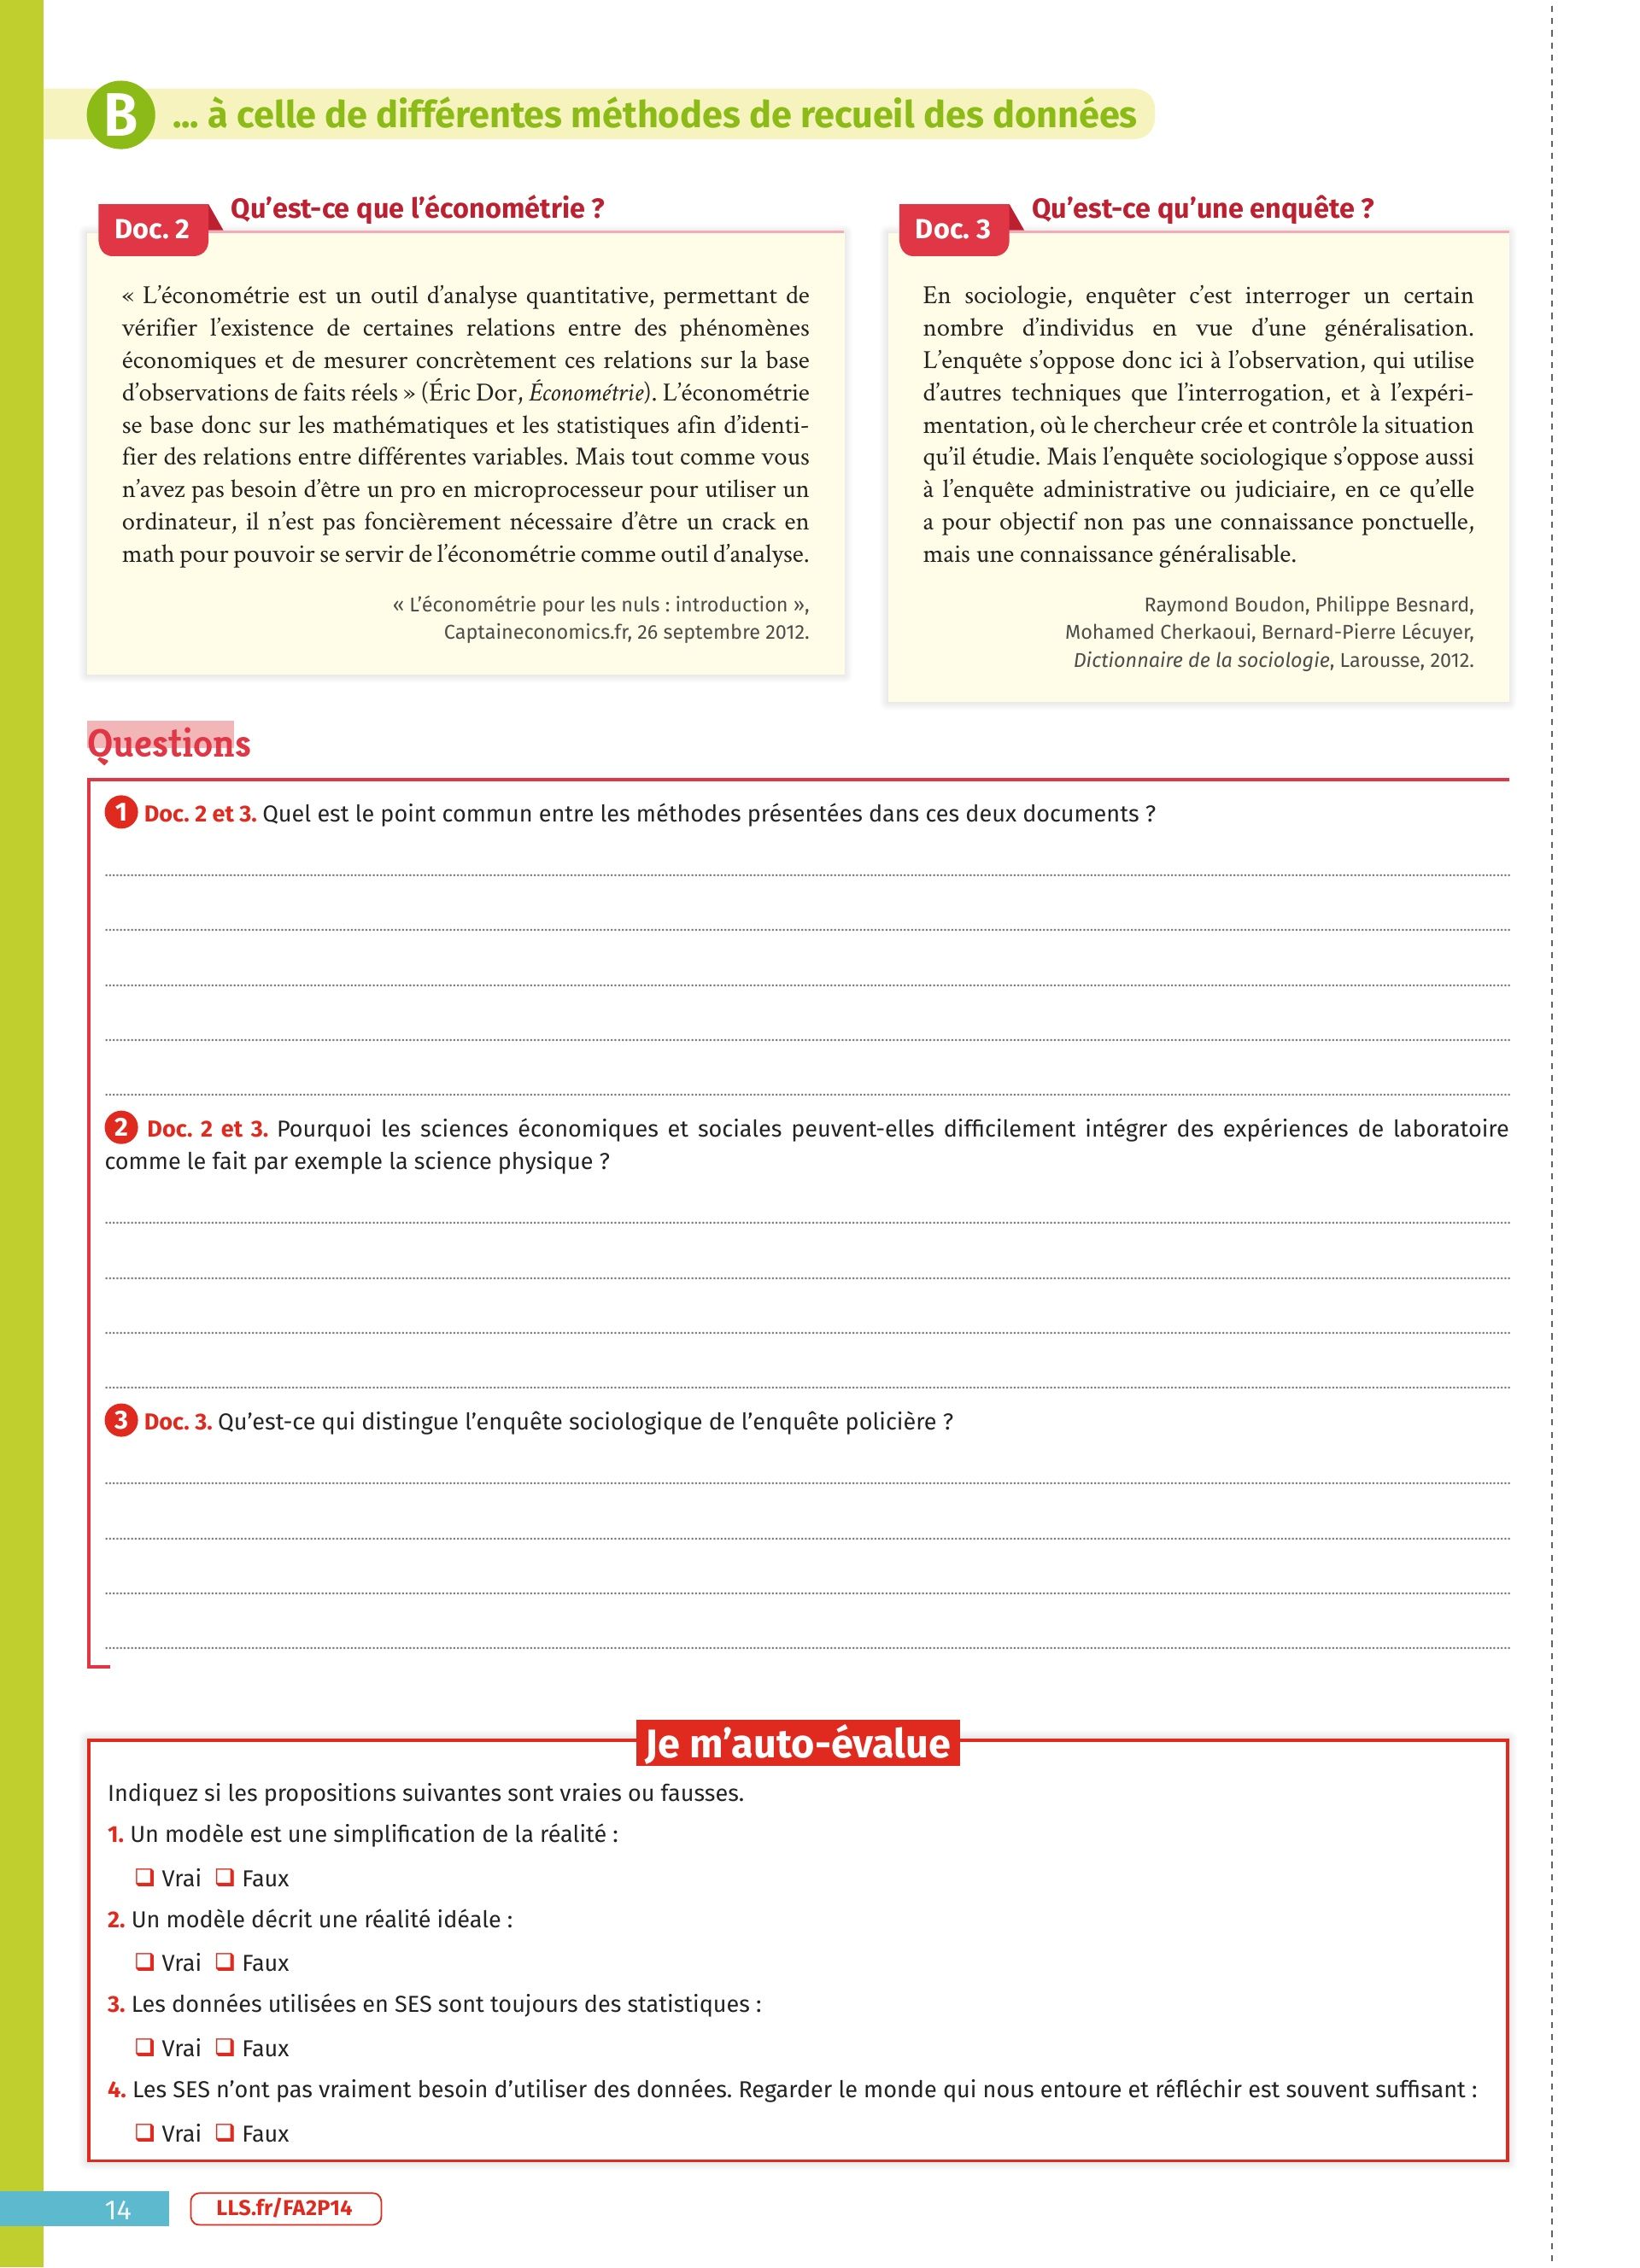 B ... à celle de différentes méthodes de recueil des données
Doc. 2
Qu’est-ce que l’économétrie ?
« L’économétrie est un outil d’analyse quantitative, permettant de
vérifier l’existence de certaines relations entre des phénomènes
économiques et de mesurer concrètement ces relations sur la base
d’observations de faits réels » (Éric Dor, Économétrie). L’économétrie
se base donc sur les mathématiques et les statistiques afin d’identi-
fier des relations entre différentes variables. Mais tout comme vous
n’avez pas besoin d’être un pro en microprocesseur pour utiliser un
ordinateur, il n’est pas foncièrement nécessaire d’être un crack en
math pour pouvoir se servir de l’économétrie comme outil d’analyse.
« L’économétrie pour les nuls : introduction »,
Captaineconomics.fr, 26 septembre 2012.
Doc. 3
Qu’est-ce qu’une enquête ?
En sociologie, enquêter c’est interroger un certain
nombre d’individus en vue d’une généralisation.
L’enquête s’oppose donc ici à l’observation, qui utilise
d’autres techniques que l’interrogation, et à l’expéri-
mentation, où le chercheur crée et contrôle la situation
qu’il étudie. Mais l’enquête sociologique s’oppose aussi
à l’enquête administrative ou judiciaire, en ce qu’elle
a pour objectif non pas une connaissance ponctuelle,
mais une connaissance généralisable.
Raymond Boudon, Philippe Besnard,
Mohamed Cherkaoui, Bernard-Pierre Lécuyer,
Dictionnaire de la sociologie, Larousse, 2012.
Questions
1 Doc. 2 et 3. Quel est le point commun entre les méthodes présentées dans ces deux documents ?
2 Doc. 2 et 3. Pourquoi les sciences économiques et sociales peuvent-elles difficilement intégrer des expériences de laboratoire
comme le fait par exemple la science physique ?
3 Doc. 3. Qu’est-ce qui distingue l’enquête sociologique de l’enquête policière ?
Je m’auto-évalue
Indiquez si les propositions suivantes sont vraies ou fausses.
1. Un modèle est une simplification de la réalité :
❑ Vrai ❑ Faux
2. Un modèle décrit une réalité idéale :
❑ Vrai ❑ Faux
3. Les données utilisées en SES sont toujours des statistiques :
❑ Vrai ❑ Faux
4. Les SES n’ont pas vraiment besoin d’utiliser des données. Regarder le monde qui nous entoure et réfléchir est souvent suffisant :
❑ Vrai ❑ Faux
14
LLS.fr/FA2P14